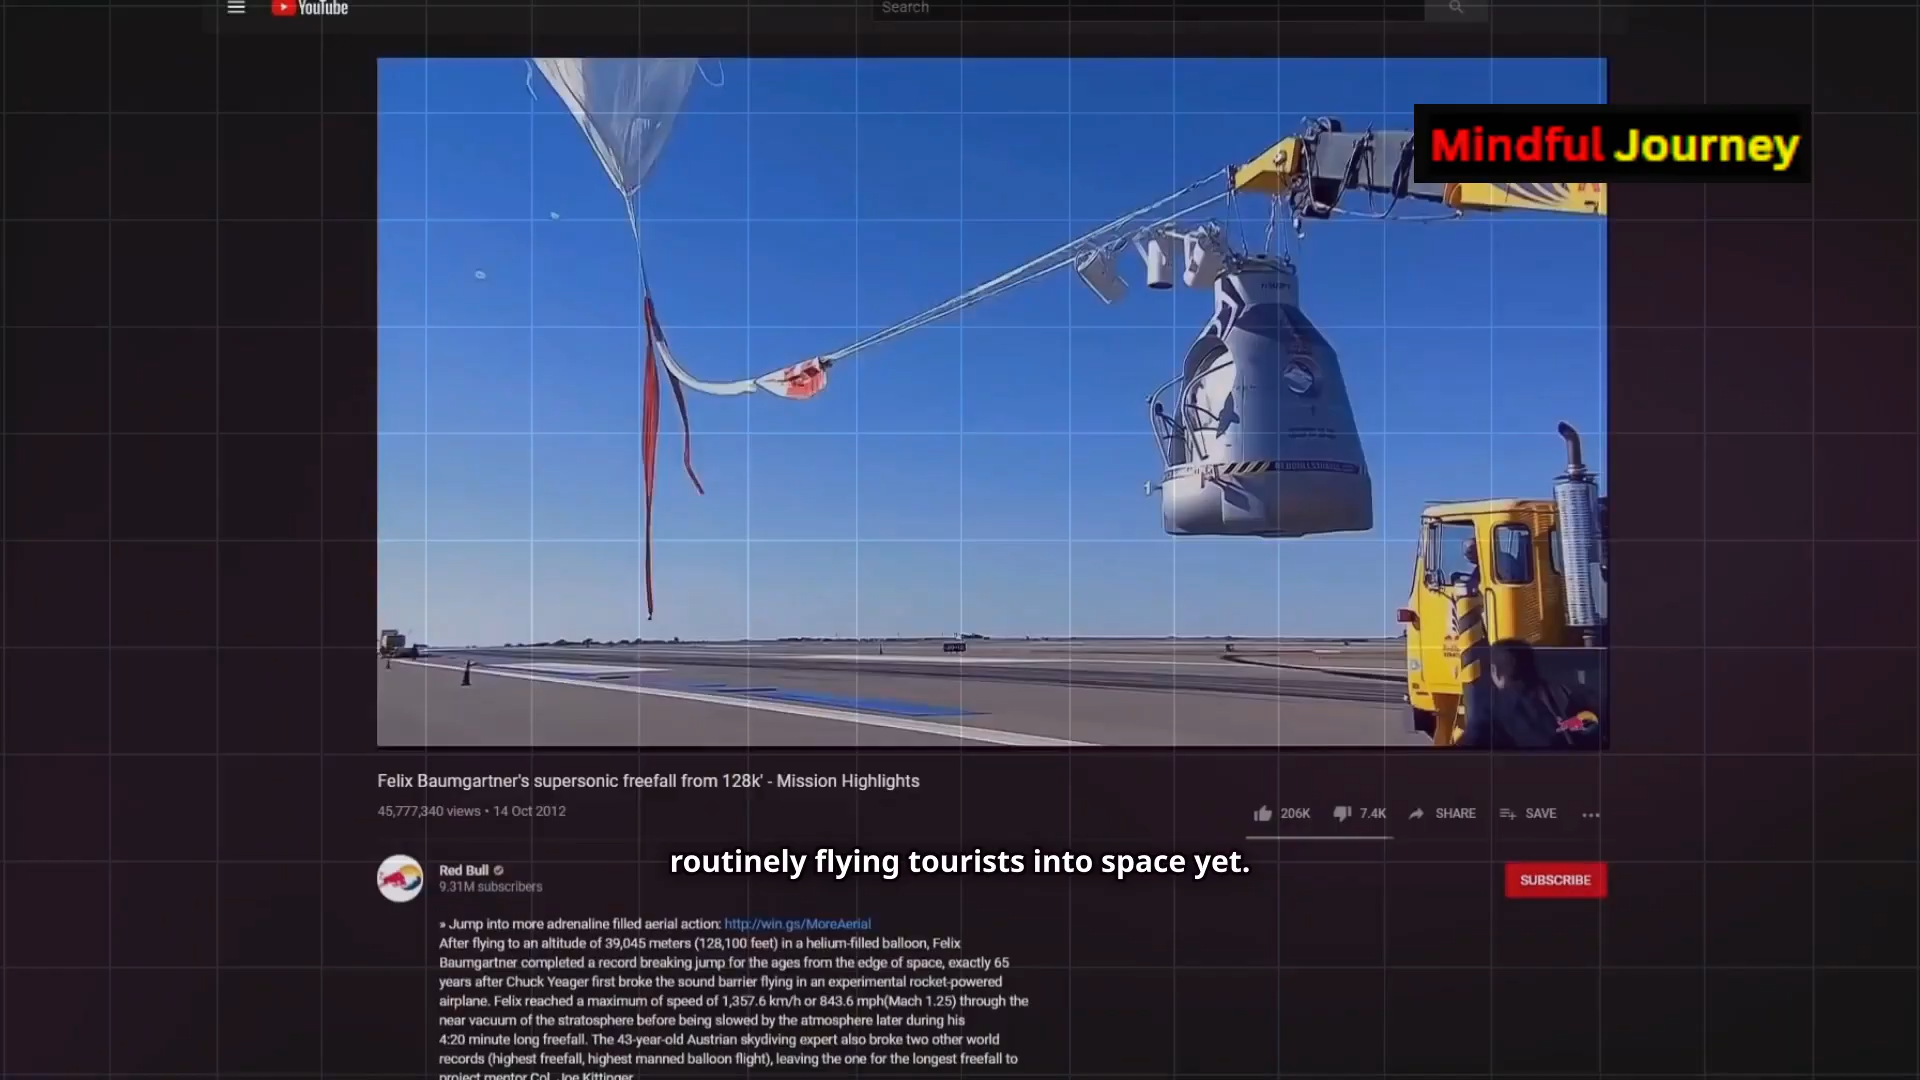 YouTube
Search
Mindful Journey
Felix Baumgartner's supersonic freefall from 128k' - Mission Highlights
45,777,340 views • 14 Oct 2012
206K
7.4K
SHARE
SAVE
routinely flying tourists into space yet.
Red Bull
9.31M subscribers
SUBSCRIBE
» Jump into more adrenaline filled aerial action: http://win.gs/MoreAerial
After flying to an altitude of 39,045 meters (128,100 feet) in a helium-filled balloon, Felix
Baumgartner completed a record breaking jump for the ages from the edge of space, exactly 65
years after Chuck Yeager first broke the sound barrier flying in an experimental rocket-powered
airplane. Felix reached a maximum of speed of 1,357.6 km/h or 843.6 mph(Mach 1.25) through the
near vacuum of the stratosphere before being slowed by the atmosphere later during his
4:20 minute long freefall. The 43-year-old Austrian skydiving expert also broke two other world
records (highest freefall, highest manned balloon flight), leaving the one for the longest freefall to
project mentor Col. Joe Kittinger